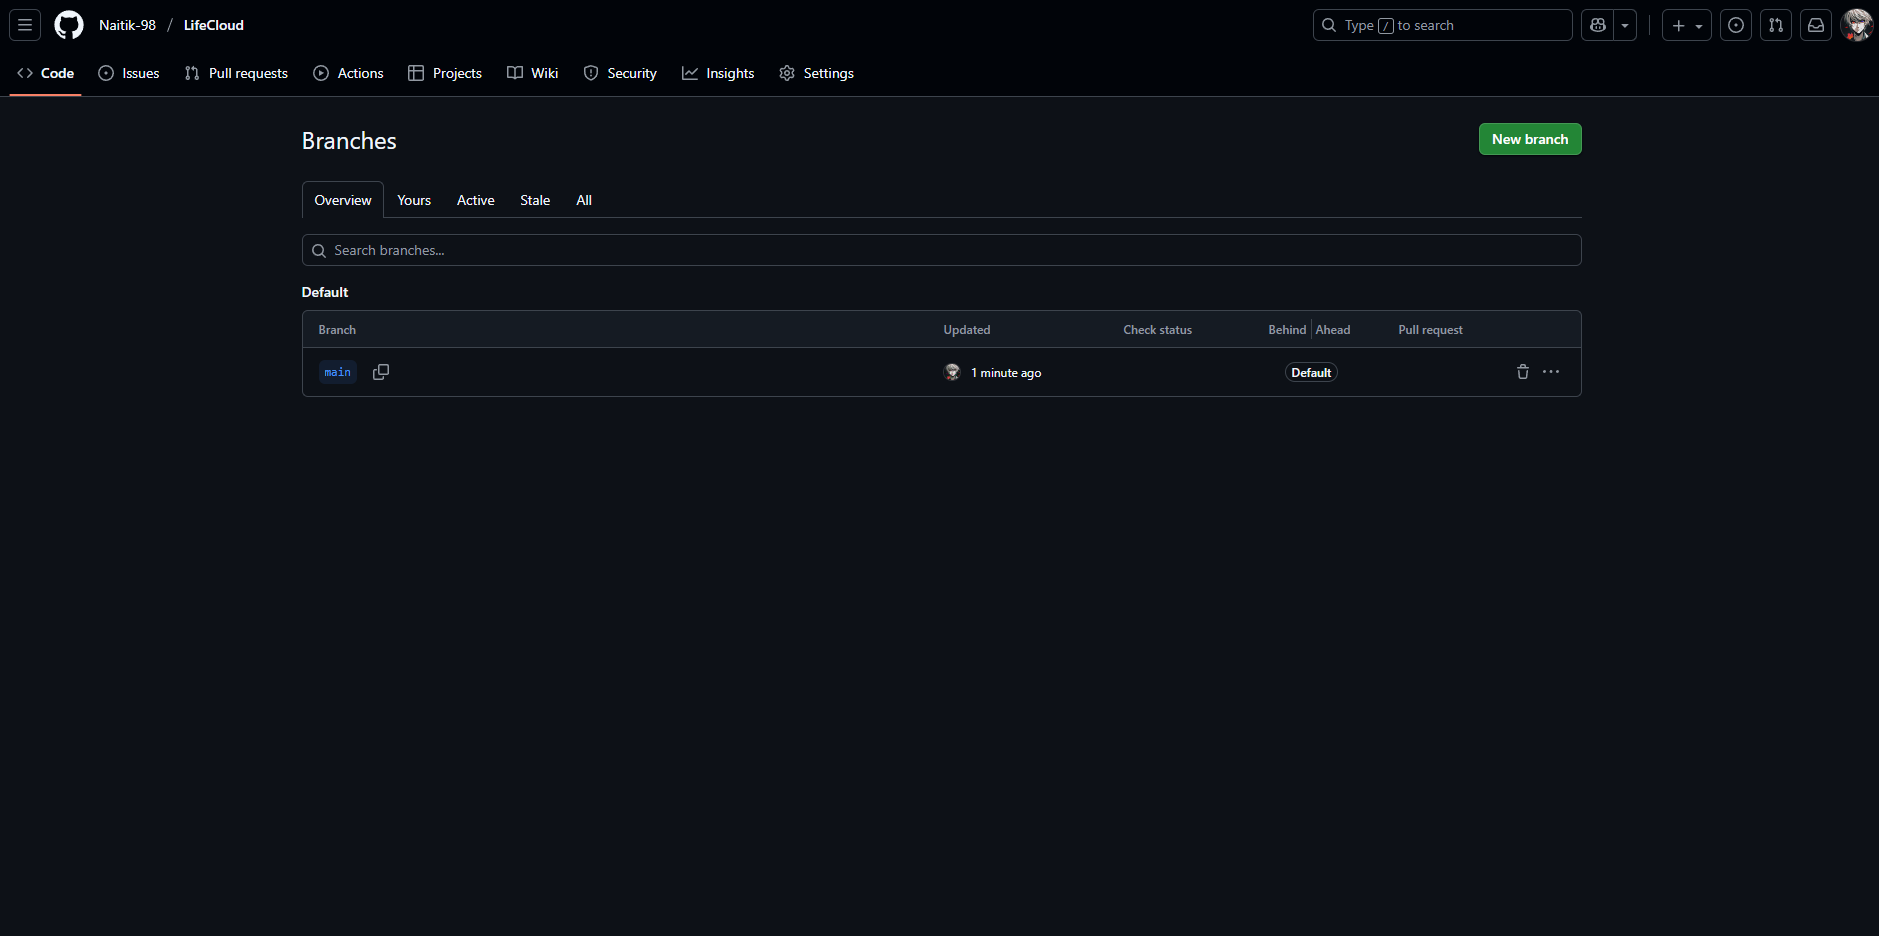 Naitik-98 / LifeCloud
Type / to search
Code Issues Pull requests Actions Projects Wiki Security Insights Settings
Branches
New branch
Overview Yours Active Stale All
Search branches...
Default
Branch Updated Check status Behind Ahead Pull request
main 1 minute ago Default